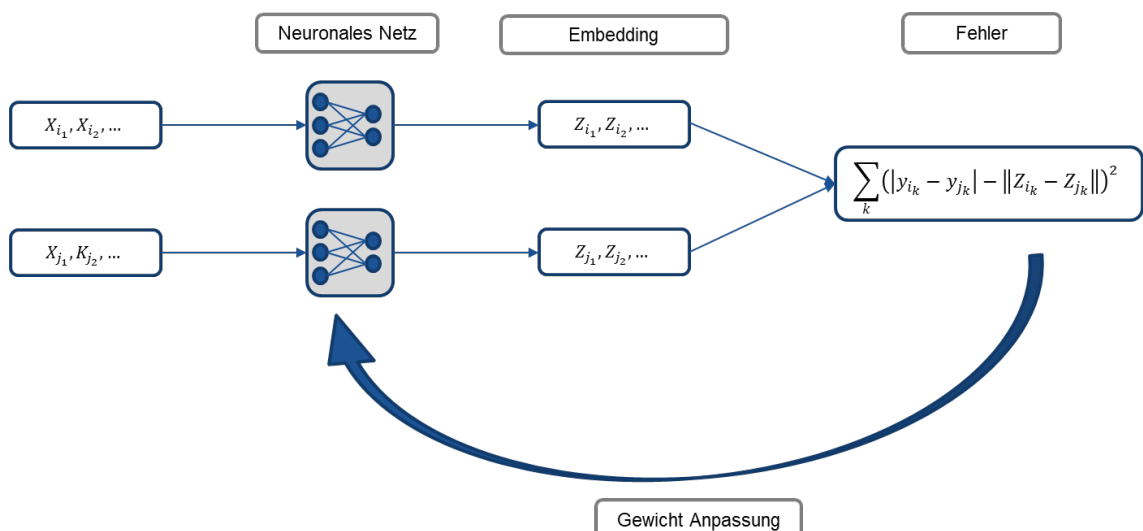 Neuronales Netz
Embedding
Fehler
X_{i_1}, X_{i_2}, ...
Z_{i_1}, Z_{i_2}, ...
\sum_k (|y_{i_k} − y_{j_k}| − ‖Z_{i_k} − Z_{j_k}‖)^2
X_{j_1}, K_{j_2}, ...
Z_{j_1}, Z_{j_2}, ...
Gewicht Anpassung